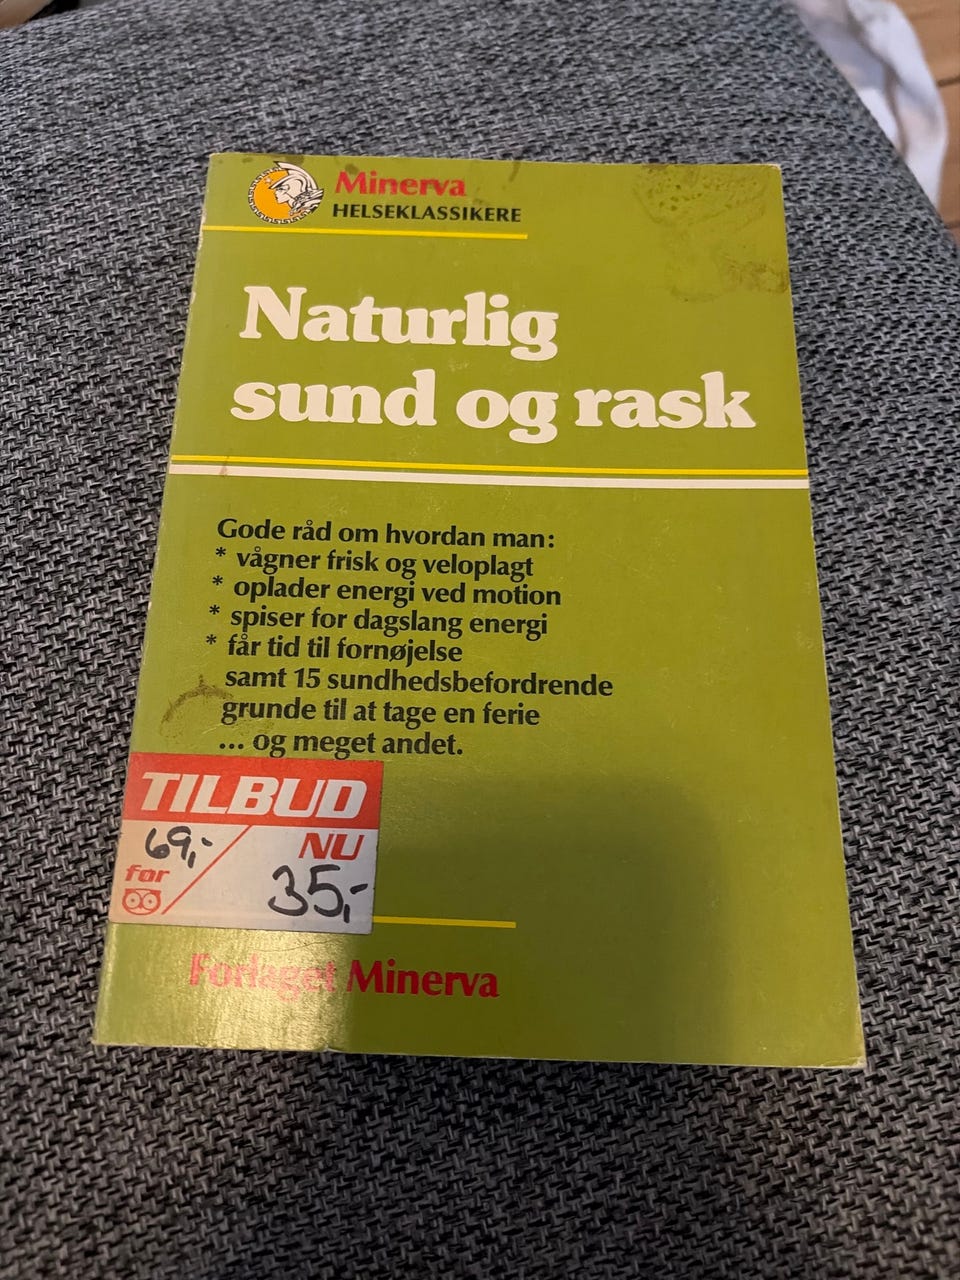 Minerva
HELSEKLASSIKERE
Naturlig
sund og rask
Gode råd om hvordan man:
* vågner frisk og veloplagt
* oplader energi ved motion
* spiser for dagslang energi
* får tid til fornøjelse
samt 15 sundhedsbefordrende
grunde til at tage en ferie
... og meget andet.
TILBUD
69,-
før
NU
35,-
Forlaget Minerva